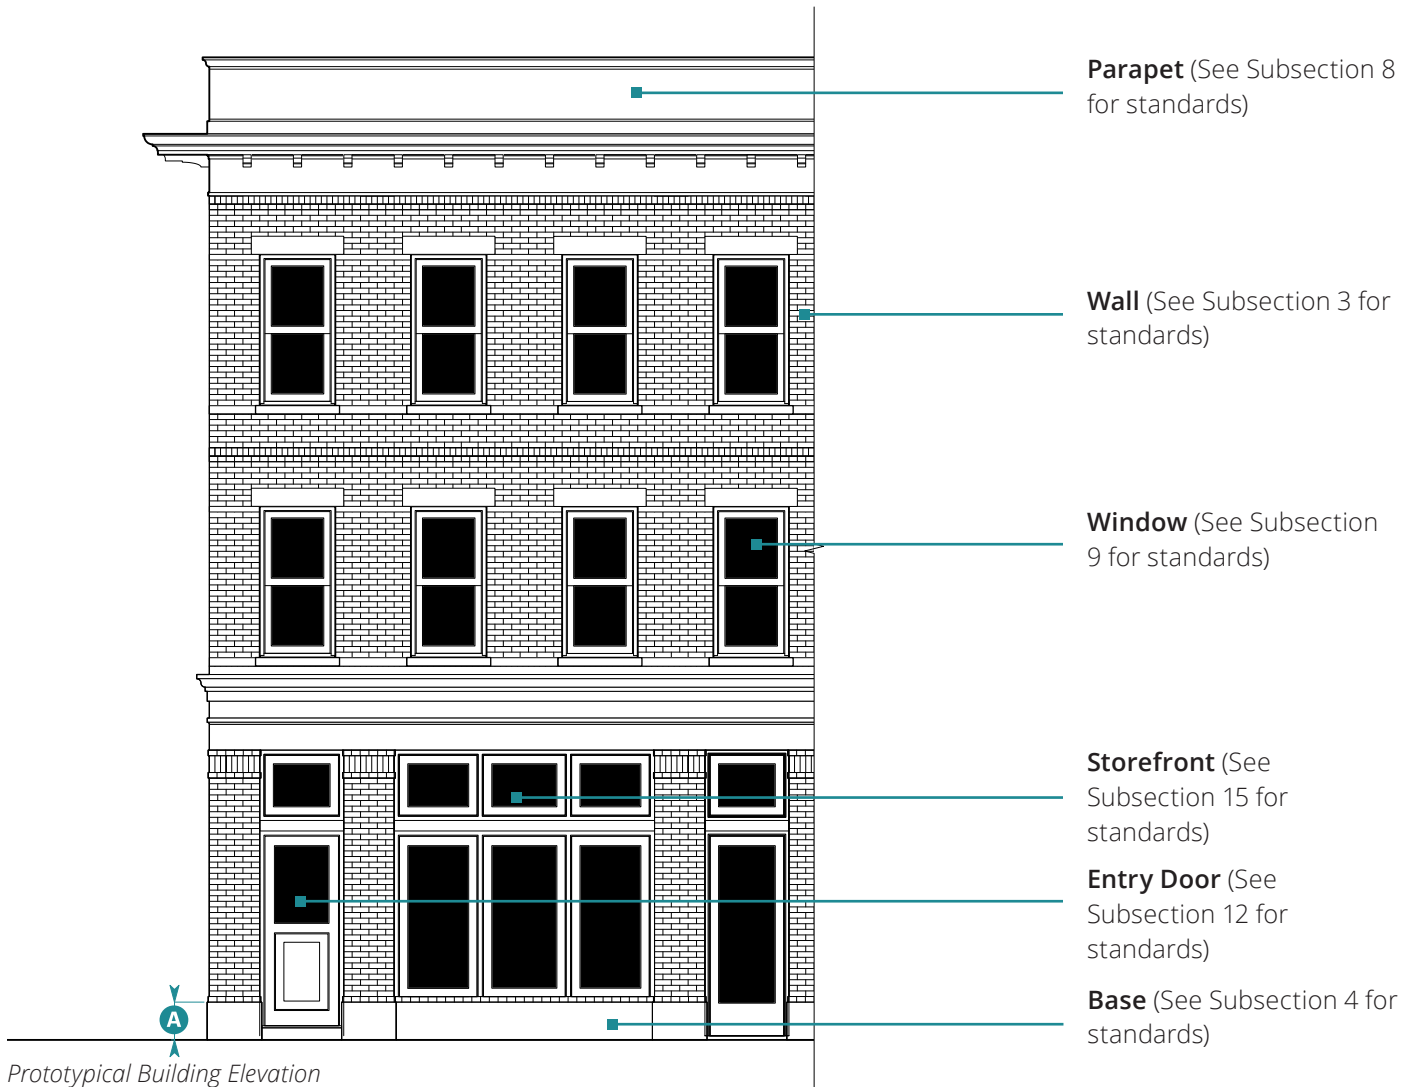 Parapet (See Subsection 8
for standards)
Wall (See Subsection 3 for
standards)
Window (See Subsection
9 for standards)
Storefront (See
Subsection 15 for
standards)
Entry Door (See
Subsection 12 for
standards)
Base (See Subsection 4 for
standards)
A
Prototypical Building Elevation